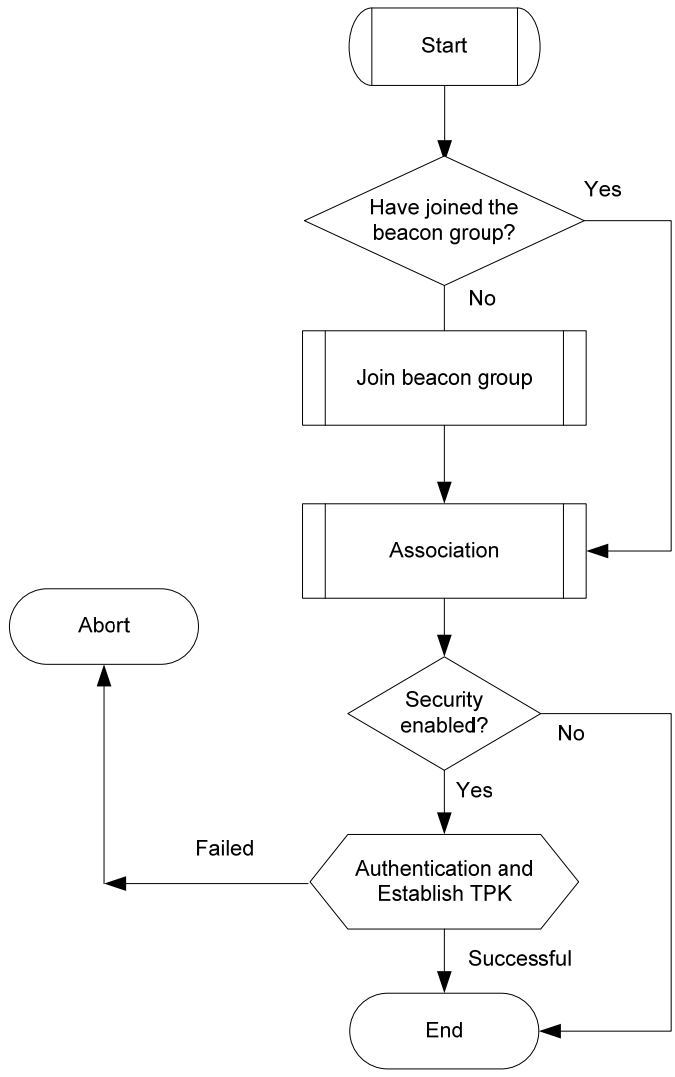 Start
Have joined the
beacon group?
Yes
No
Join beacon group
Association
Abort
Security
enabled?
No
Yes
Failed
Authentication and
Establish TPK
Successful
End